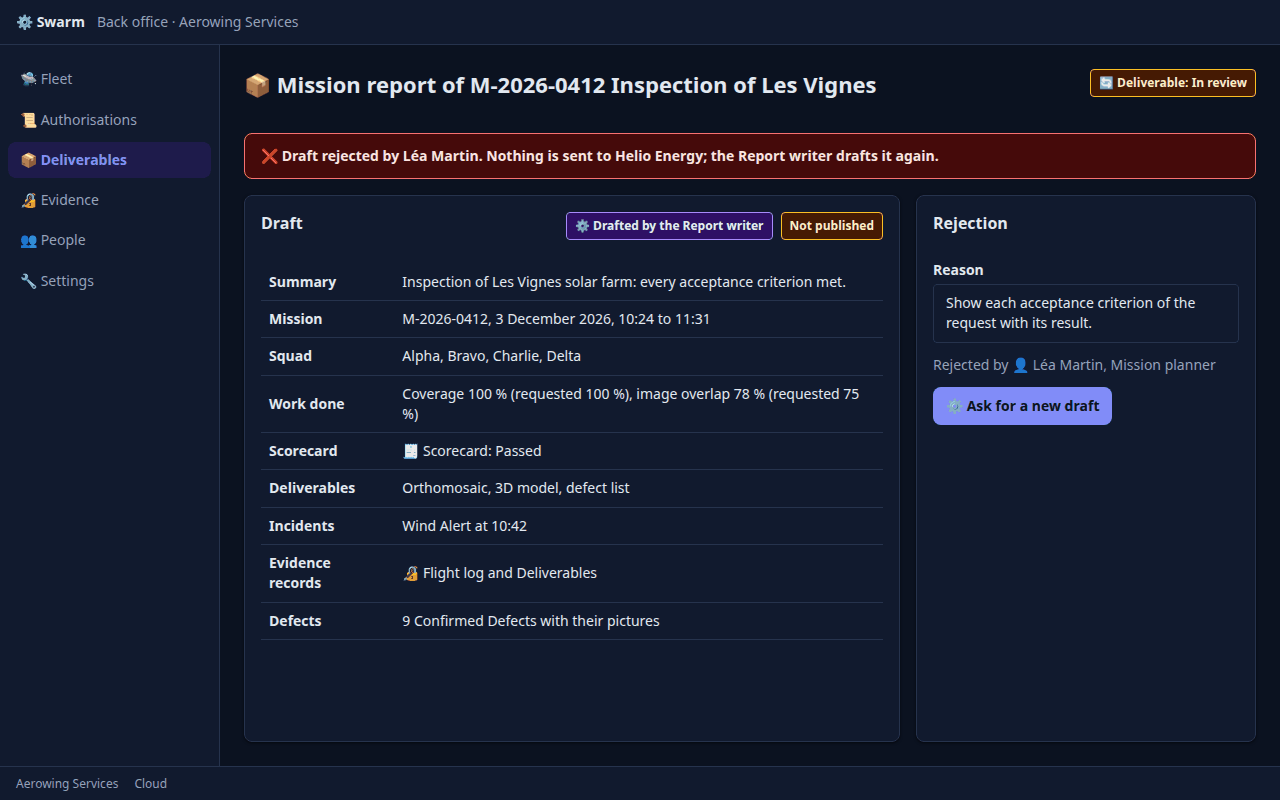 Swarm Back office · Aerowing Services
Fleet
Authorisations
Deliverables
Evidence
People
Settings
Mission report of M-2026-0412 Inspection of Les Vignes
Deliverable: In review
Draft rejected by Léa Martin. Nothing is sent to Helio Energy; the Report writer drafts it again.
Draft
Drafted by the Report writer
Not published
Summary Inspection of Les Vignes solar farm: every acceptance criterion met.
Mission M-2026-0412, 3 December 2026, 10:24 to 11:31
Squad Alpha, Bravo, Charlie, Delta
Work done Coverage 100 % (requested 100 %), image overlap 78 % (requested 75
%)
Scorecard Scorecard: Passed
Deliverables Orthomosaic, 3D model, defect list
Incidents Wind Alert at 10:42
Evidence
records
Flight log and Deliverables
Defects 9 Confirmed Defects with their pictures
Rejection
Reason
Show each acceptance criterion of the
request with its result.
Rejected by Léa Martin, Mission planner
Ask for a new draft
Aerowing Services Cloud